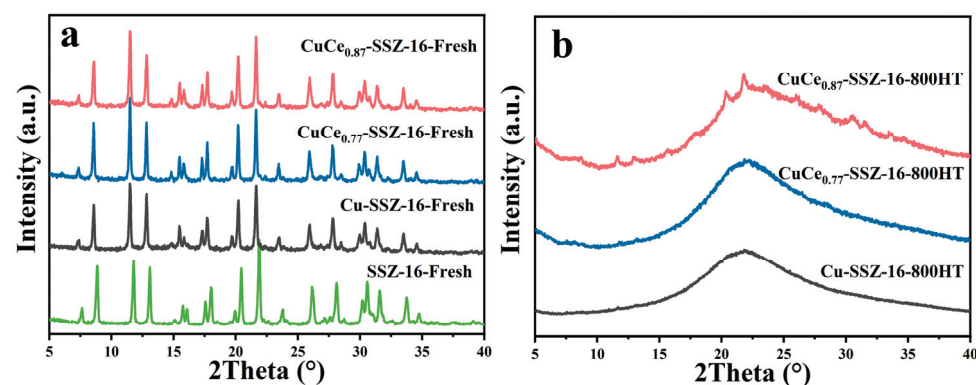 a
CuCe0.87-SSZ-16-Fresh
CuCe0.77-SSZ-16-Fresh
Cu-SSZ-16-Fresh
SSZ-16-Fresh
Intensity (a.u.)
5 10 15 20 25 30 35 40
2Theta (°)
b
CuCe0.87-SSZ-16-800HT
CuCe0.77-SSZ-16-800HT
Cu-SSZ-16-800HT
Intensity (a.u.)
5 10 15 20 25 30 35 40
2Theta (°)